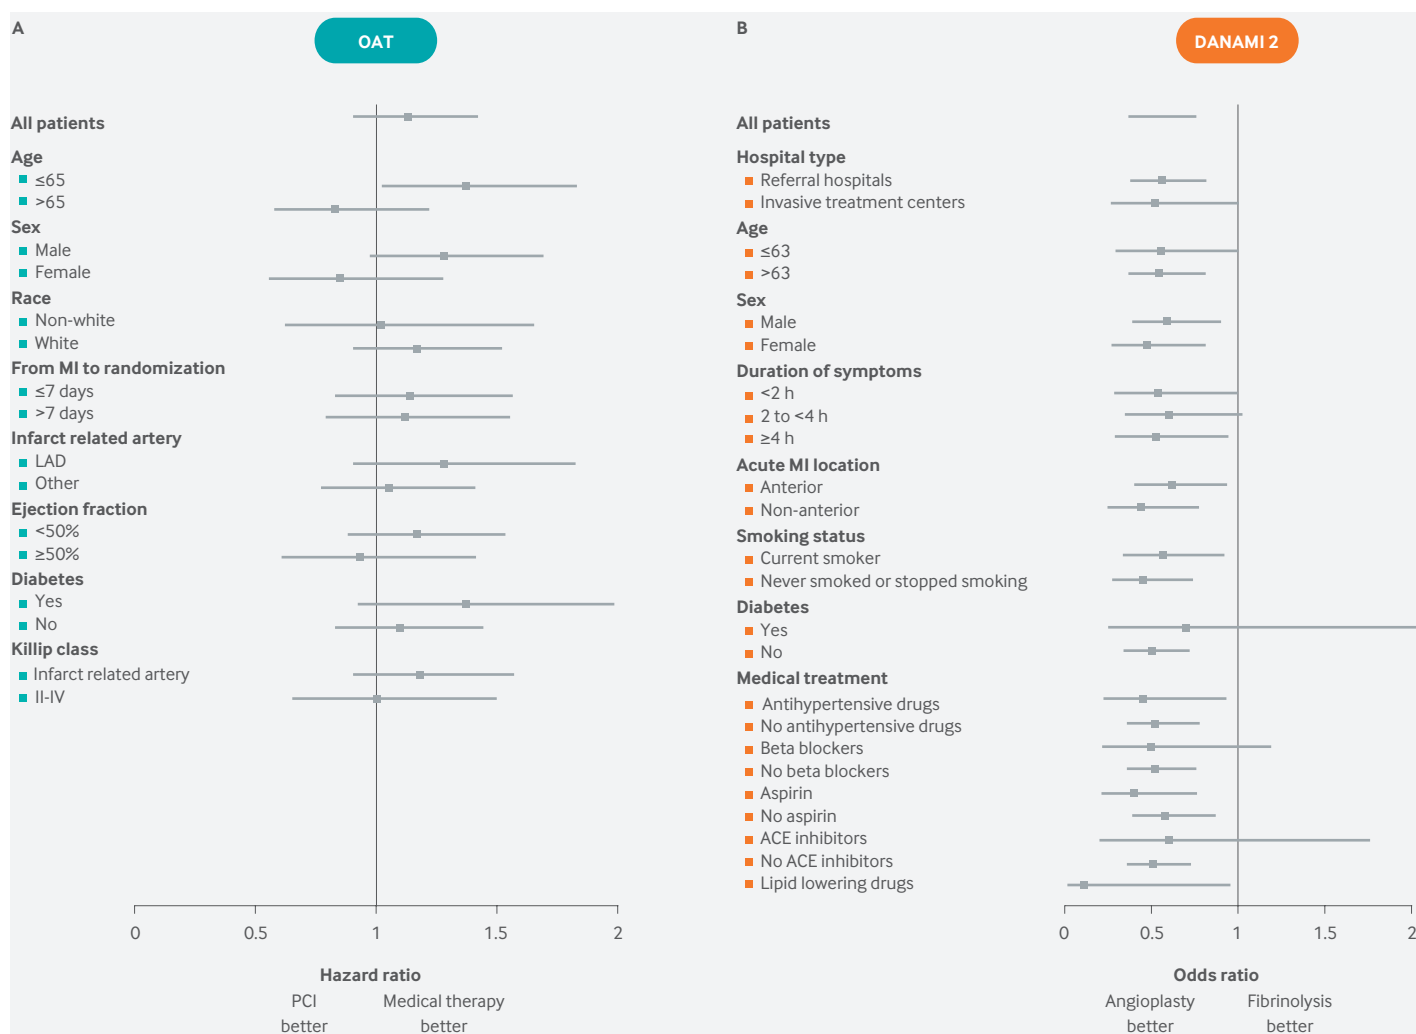 A
OAT
All patients
Age
≤65
>65
Sex
Male
Female
Race
Non-white
White
From MI to randomization
≤7 days
>7 days
Infarct related artery
LAD
Other
Ejection fraction
<50%
≥50%
Diabetes
Yes
No
Killip class
Infarct related artery
II-IV
0 0.5 1 1.5 2
Hazard ratio
PCI better
Medical therapy better
B
DANAMI 2
All patients
Hospital type
Referral hospitals
Invasive treatment centers
Age
≤63
>63
Sex
Male
Female
Duration of symptoms
<2 h
2 to <4 h
≥4 h
Acute MI location
Anterior
Non-anterior
Smoking status
Current smoker
Never smoked or stopped smoking
Diabetes
Yes
No
Medical treatment
Antihypertensive drugs
No antihypertensive drugs
Beta blockers
No beta blockers
Aspirin
No aspirin
ACE inhibitors
No ACE inhibitors
Lipid lowering drugs
0 0.5 1 1.5 2
Odds ratio
Angioplasty better
Fibrinolysis better